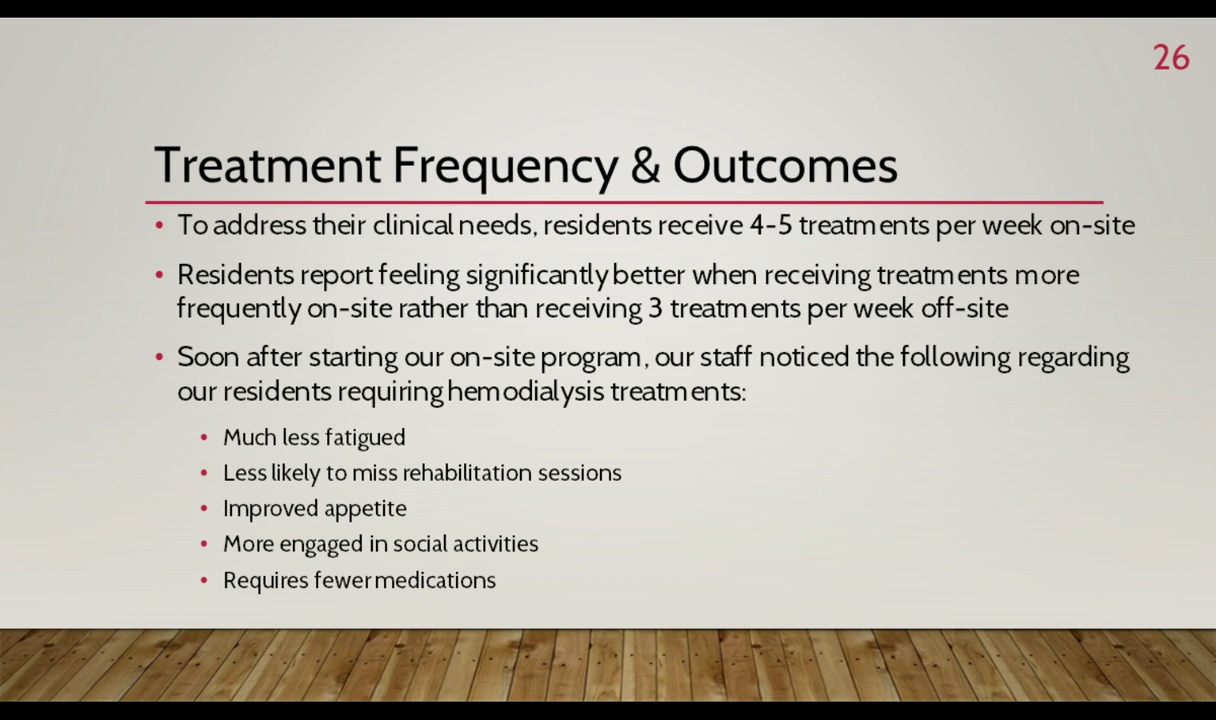 26
Treatment Frequency & Outcomes
• To address their clinical needs, residents receive 4-5 treatments per week on-site
• Residents report feeling significantly better when receiving treatments more
frequently on-site rather than receiving 3 treatments per week off-site
• Soon after starting our on-site program, our staff noticed the following regarding
our residents requiring hemodialysis treatments:
• Much less fatigued
• Less likely to miss rehabilitation sessions
• Improved appetite
• More engaged in social activities
• Requires fewer medications